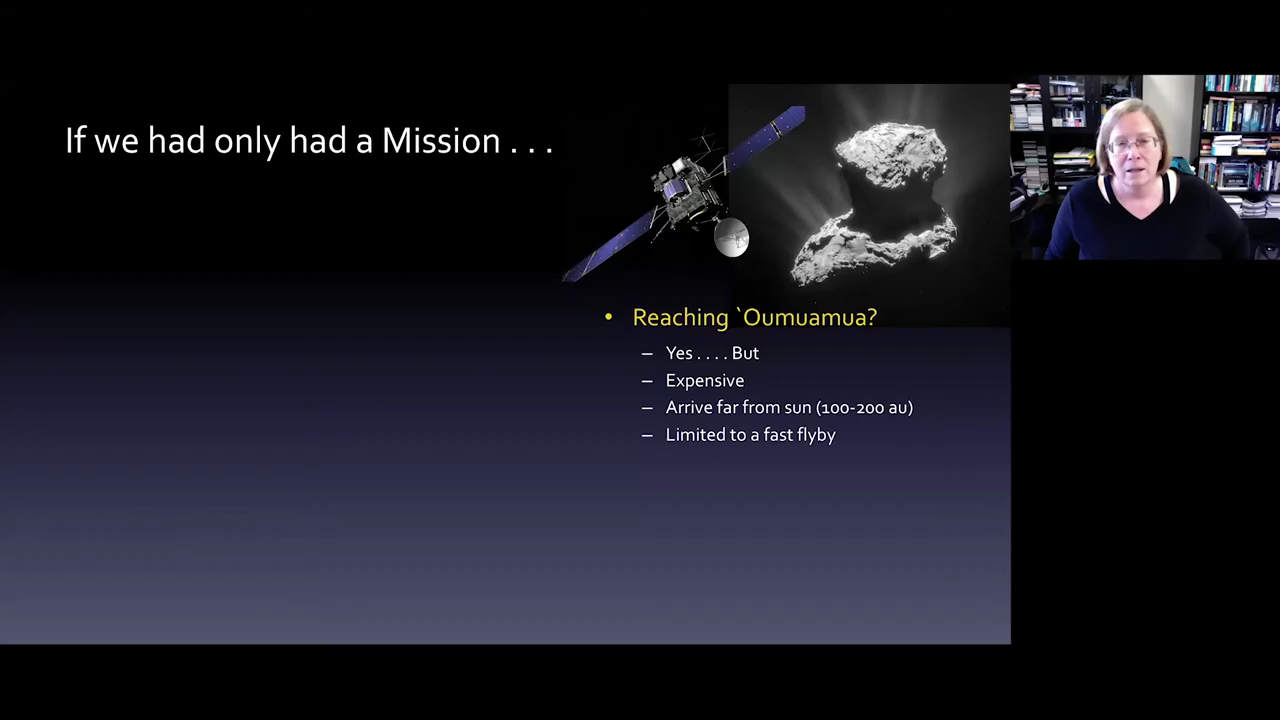 If we had only had a Mission . . .
• Reaching `Oumuamua?
– Yes . . . . But
– Expensive
– Arrive far from sun (100-200 au)
– Limited to a fast flyby